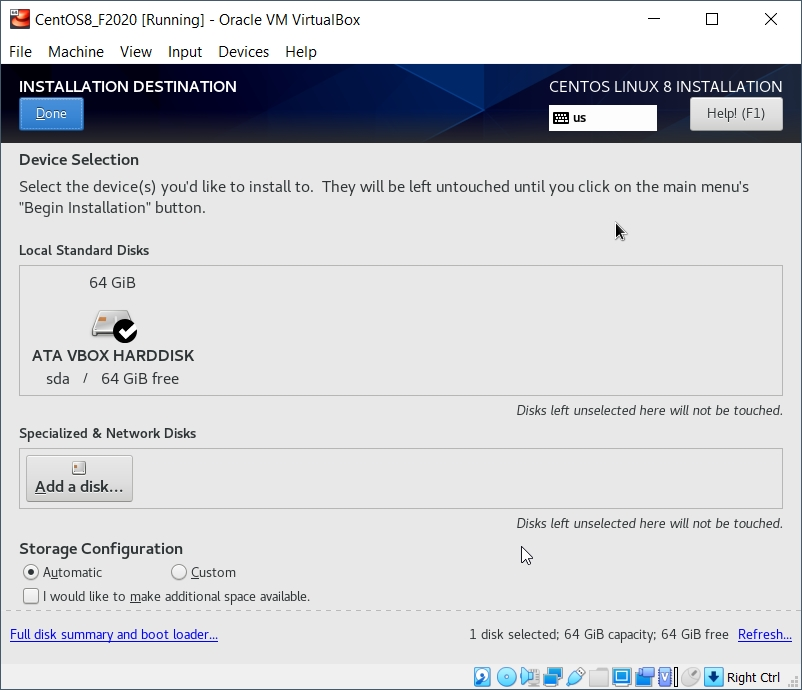 CentOS8_F2020 [Running] - Oracle VM VirtualBox
File Machine View Input Devices Help
INSTALLATION DESTINATION
CENTOS LINUX 8 INSTALLATION
Done
us
Help! (F1)
Device Selection
Select the device(s) you'd like to install to.  They will be left untouched until you click on the main menu's
"Begin Installation" button.
Local Standard Disks
64 GiB
ATA VBOX HARDDISK
sda / 64 GiB free
Disks left unselected here will not be touched.
Specialized & Network Disks
Add a disk...
Disks left unselected here will not be touched.
Storage Configuration
Automatic Custom
I would like to make additional space available.
Full disk summary and boot loader...
1 disk selected; 64 GiB capacity; 64 GiB free Refresh...
Right Ctrl